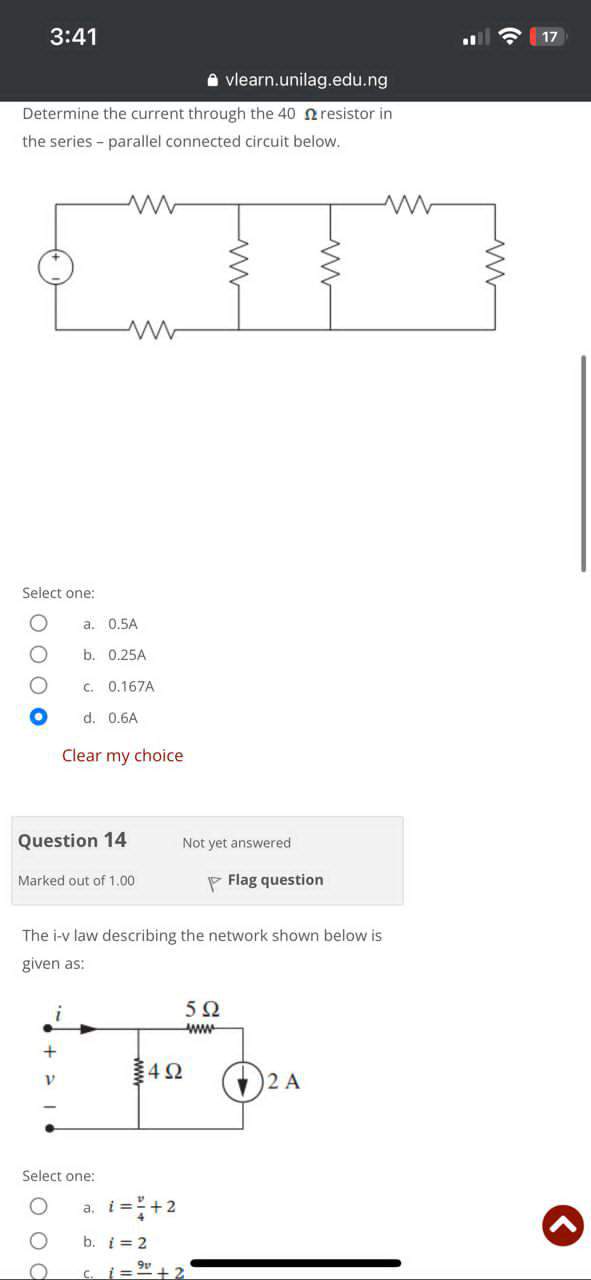 3:41
17
vlearn.unilag.edu.ng
Determine the current through the 40 Ω resistor in
the series – parallel connected circuit below.
+
−
Select one:
a. 0.5A
b. 0.25A
c. 0.167A
d. 0.6A
Clear my choice
Question 14
Not yet answered
Marked out of 1.00
Flag question
The i-v law describing the network shown below is
given as:
i
5 Ω
+
v
−
4 Ω
2 A
Select one:
a. i = v/4 + 2
b. i = 2
c. i = 9v + 2